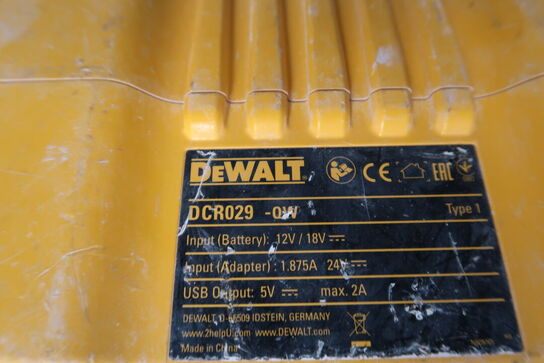 DEWALT
CE EAC
DCR029 -QW Type 1
Input (Battery): 12V / 18V
Input (Adapter) : 1.875A 24V
USB Output: 5V max. 2A
DEWALT, D-65509 IDSTEIN, GERMANY
www.2helpU.com www.DEWALT.com
Made in China